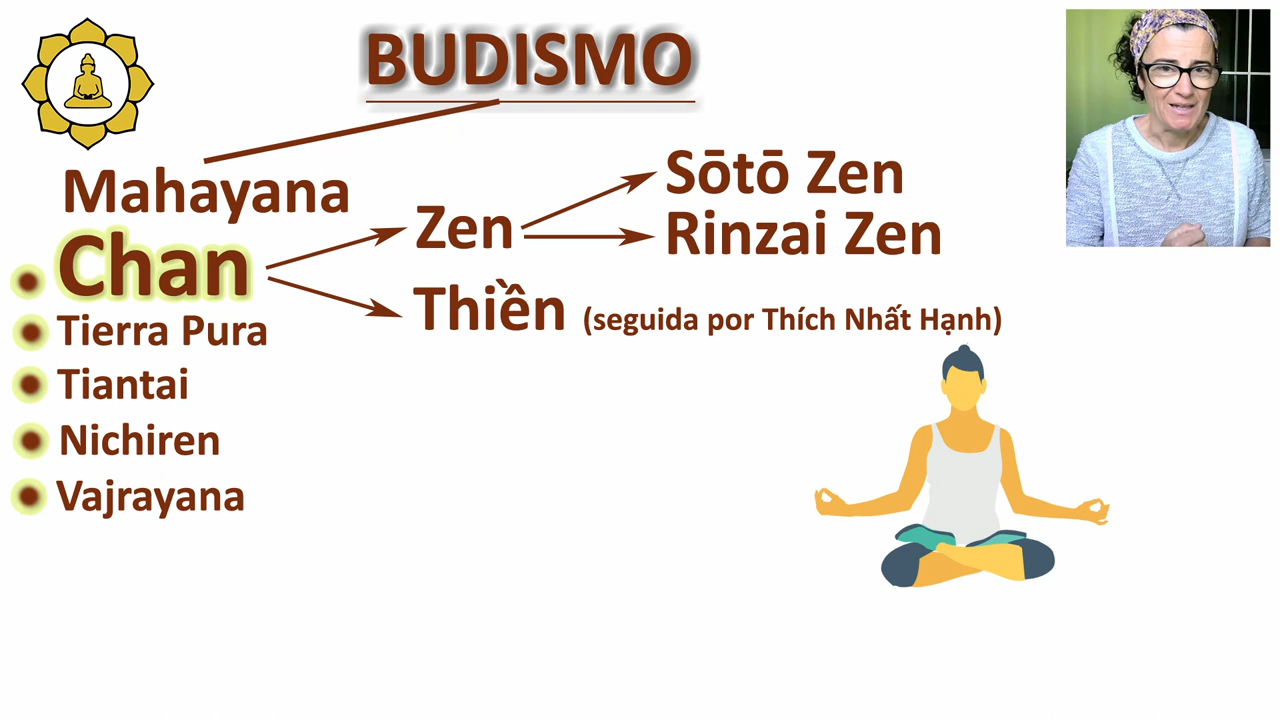 BUDISMO
Mahayana
Chan
Tierra Pura
Tiantai
Nichiren
Vajrayana
Zen
Sōtō Zen
Rinzai Zen
Thiền (seguida por Thích Nhất Hạnh)